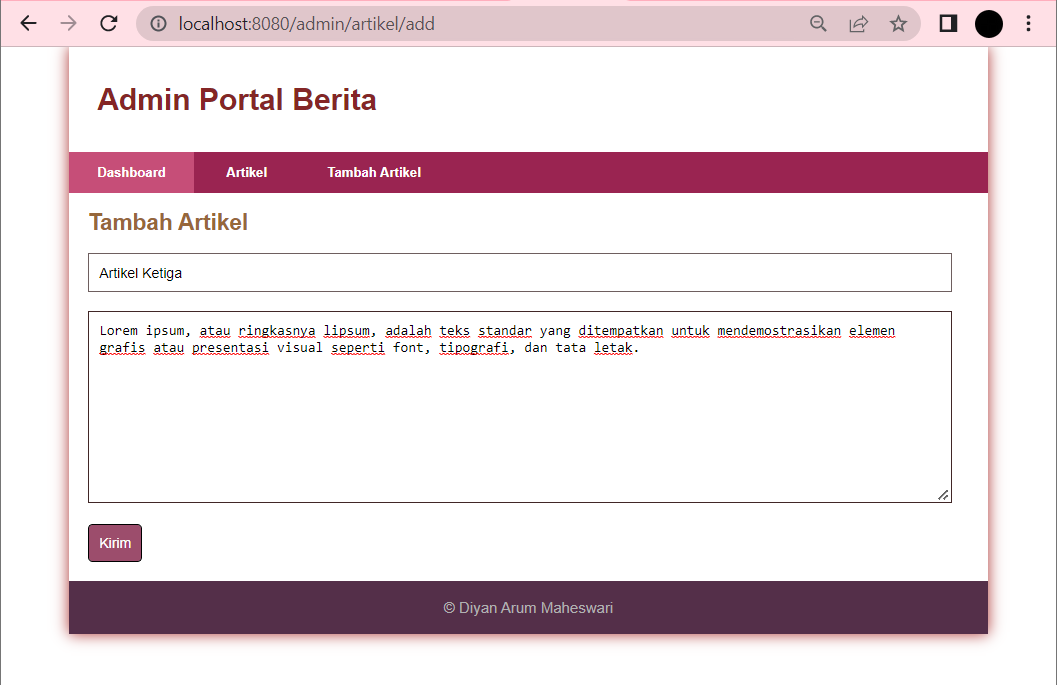 localhost:8080/admin/artikel/add
Admin Portal Berita
Dashboard Artikel Tambah Artikel
Tambah Artikel
Artikel Ketiga
Lorem ipsum, atau ringkasnya lipsum, adalah teks standar yang ditempatkan untuk mendemostrasikan elemen
grafis atau presentasi visual seperti font, tipografi, dan tata letak.
Kirim
© Diyan Arum Maheswari